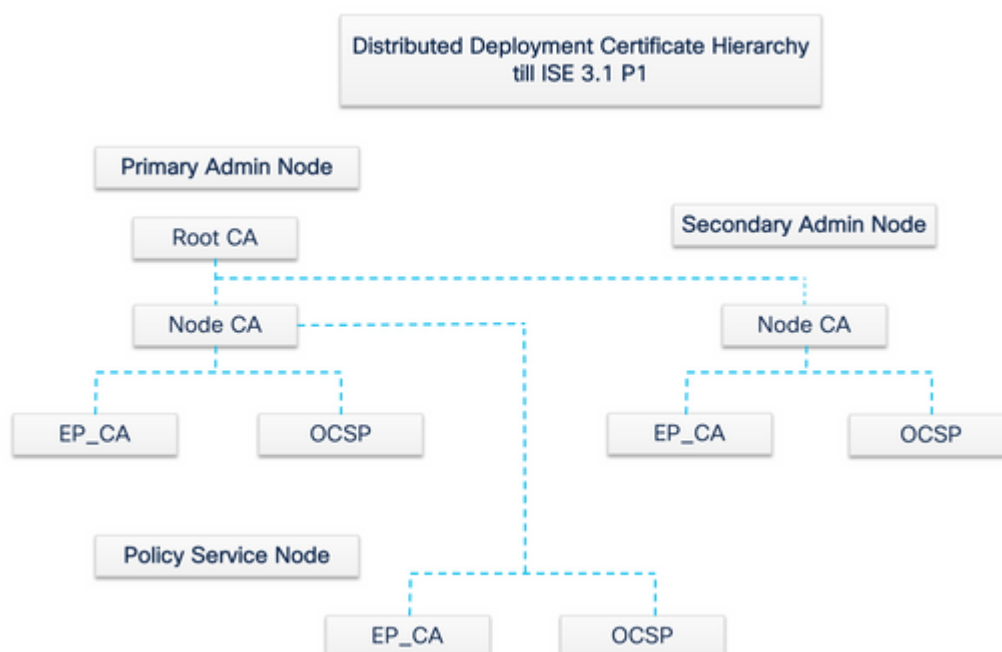 Distributed Deployment Certificate Hierarchy
till ISE 3.1 P1
Primary Admin Node
Secondary Admin Node
Root CA
Node CA
Node CA
EP_CA
OCSP
EP_CA
OCSP
Policy Service Node
EP_CA
OCSP